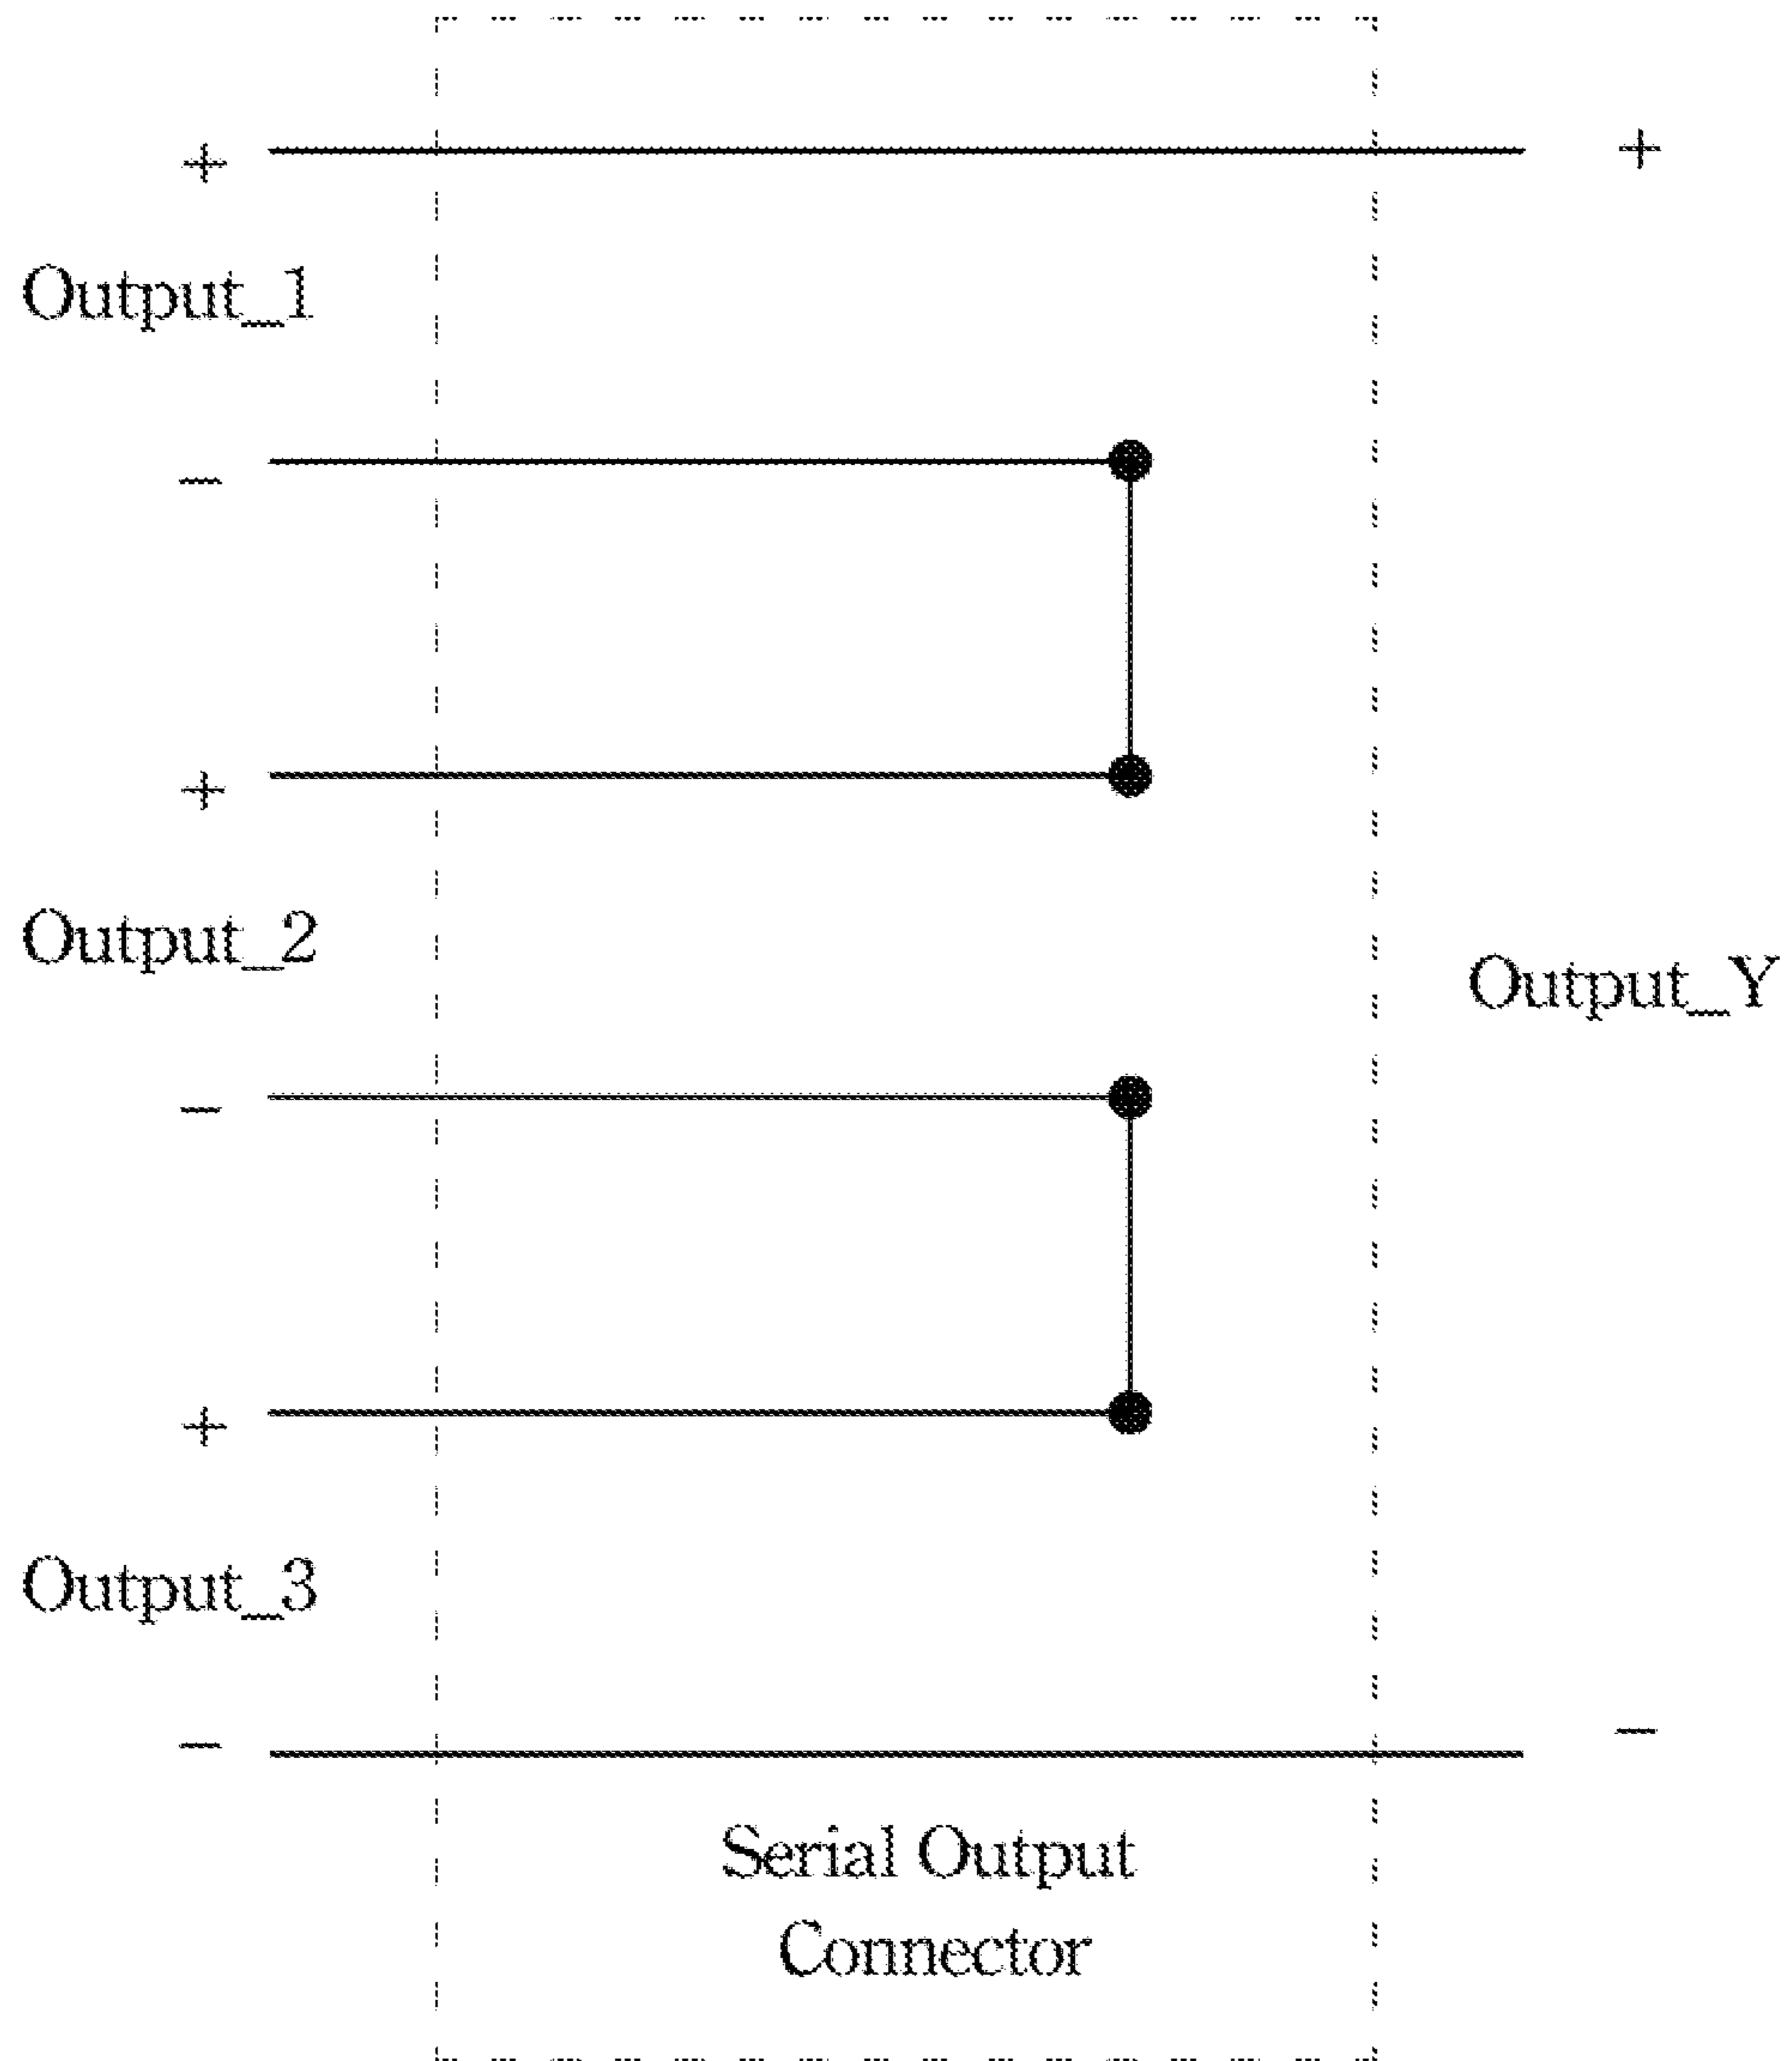 +
+
Output_1
−
+
Output_2
Output_Y
−
+
Output_3
−
−
Serial Output
Connector